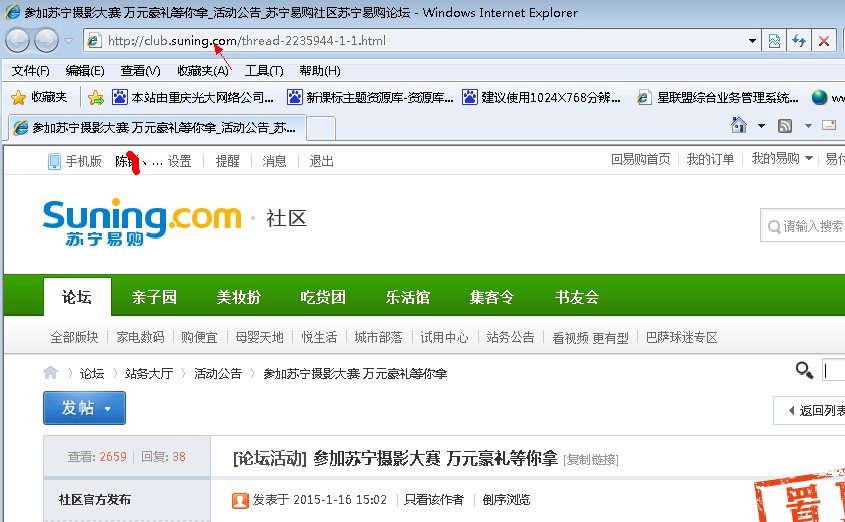 参加苏宁摄影大赛 万元豪礼等你拿_活动公告_苏宁易购社区苏宁易购论坛 - Windows Internet Explorer
http://club.suning.com/thread-2235944-1-1.html
文件(F) 编辑(E) 查看(V) 收藏夹(A) 工具(T) 帮助(H)
收藏夹 本站由重庆光大网络公司... 新课标主题资源库-资源库... 建议使用1024×768分辨... 星联盟综合业务管理系统... ww
参加苏宁摄影大赛 万元豪礼等你拿_活动公告_苏...
手机版 陈 、... 设置 提醒 消息 退出 回易购首页 我的订单 我的易购 易付
Suning.com · 社区
苏宁易购
请输入搜索
论坛 亲子园 美妆扮 吃货团 乐活馆 集客令 书友会
全部版块 家电数码 购便宜 母婴天地 悦生活 城市部落 试用中心 站务公告 看视频 更有型 巴萨球迷专区
论坛 〉 站务大厅 〉 活动公告 〉 参加苏宁摄影大赛 万元豪礼等你拿
发帖
返回列表
查看: 2659 回复: 38
[论坛活动] 参加苏宁摄影大赛 万元豪礼等你拿 [复制链接]
社区官方发布
发表于 2015-1-16 15:02 只看该作者 倒序浏览
置